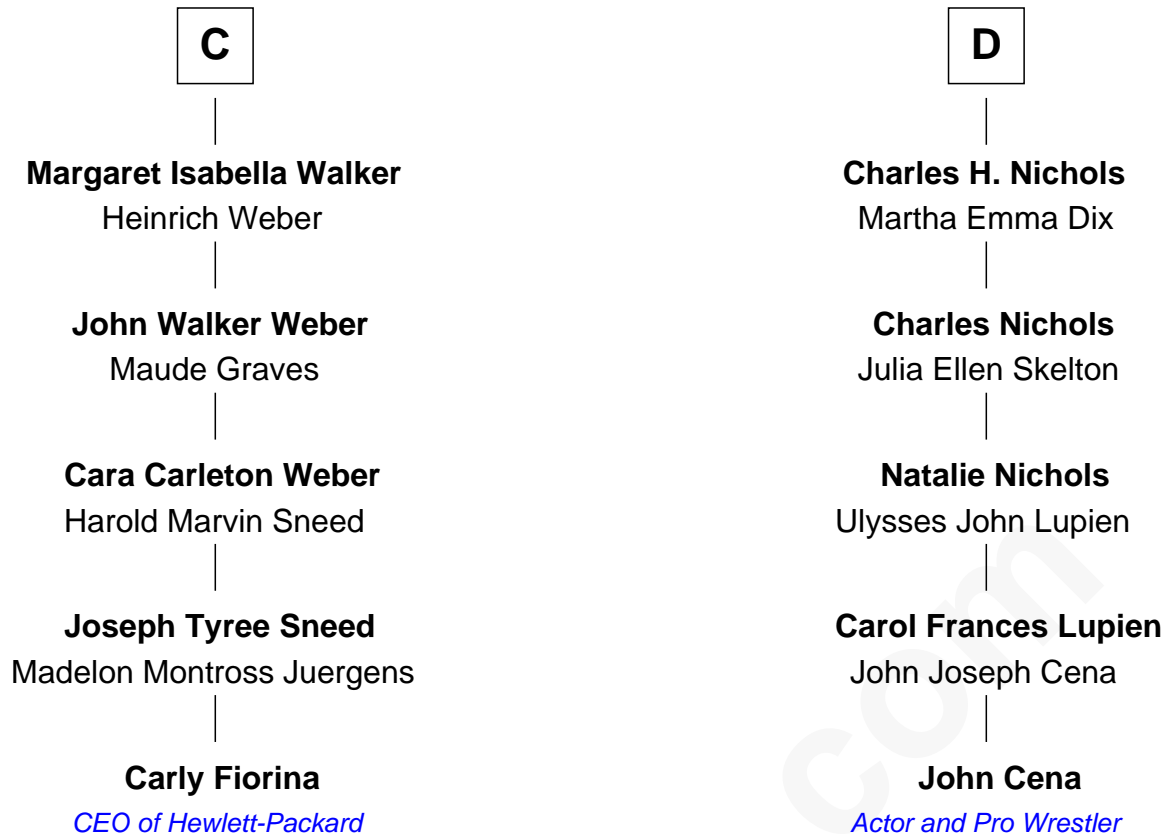 C
Margaret Isabella Walker
Heinrich Weber
John Walker Weber
Maude Graves
Cara Carleton Weber
Harold Marvin Sneed
Joseph Tyree Sneed
Madelon Montross Juergens
Carly Fiorina
CEO of Hewlett-Packard
D
Charles H. Nichols
Martha Emma Dix
Charles Nichols
Julia Ellen Skelton
Natalie Nichols
Ulysses John Lupien
Carol Frances Lupien
John Joseph Cena
John Cena
Actor and Pro Wrestler
com